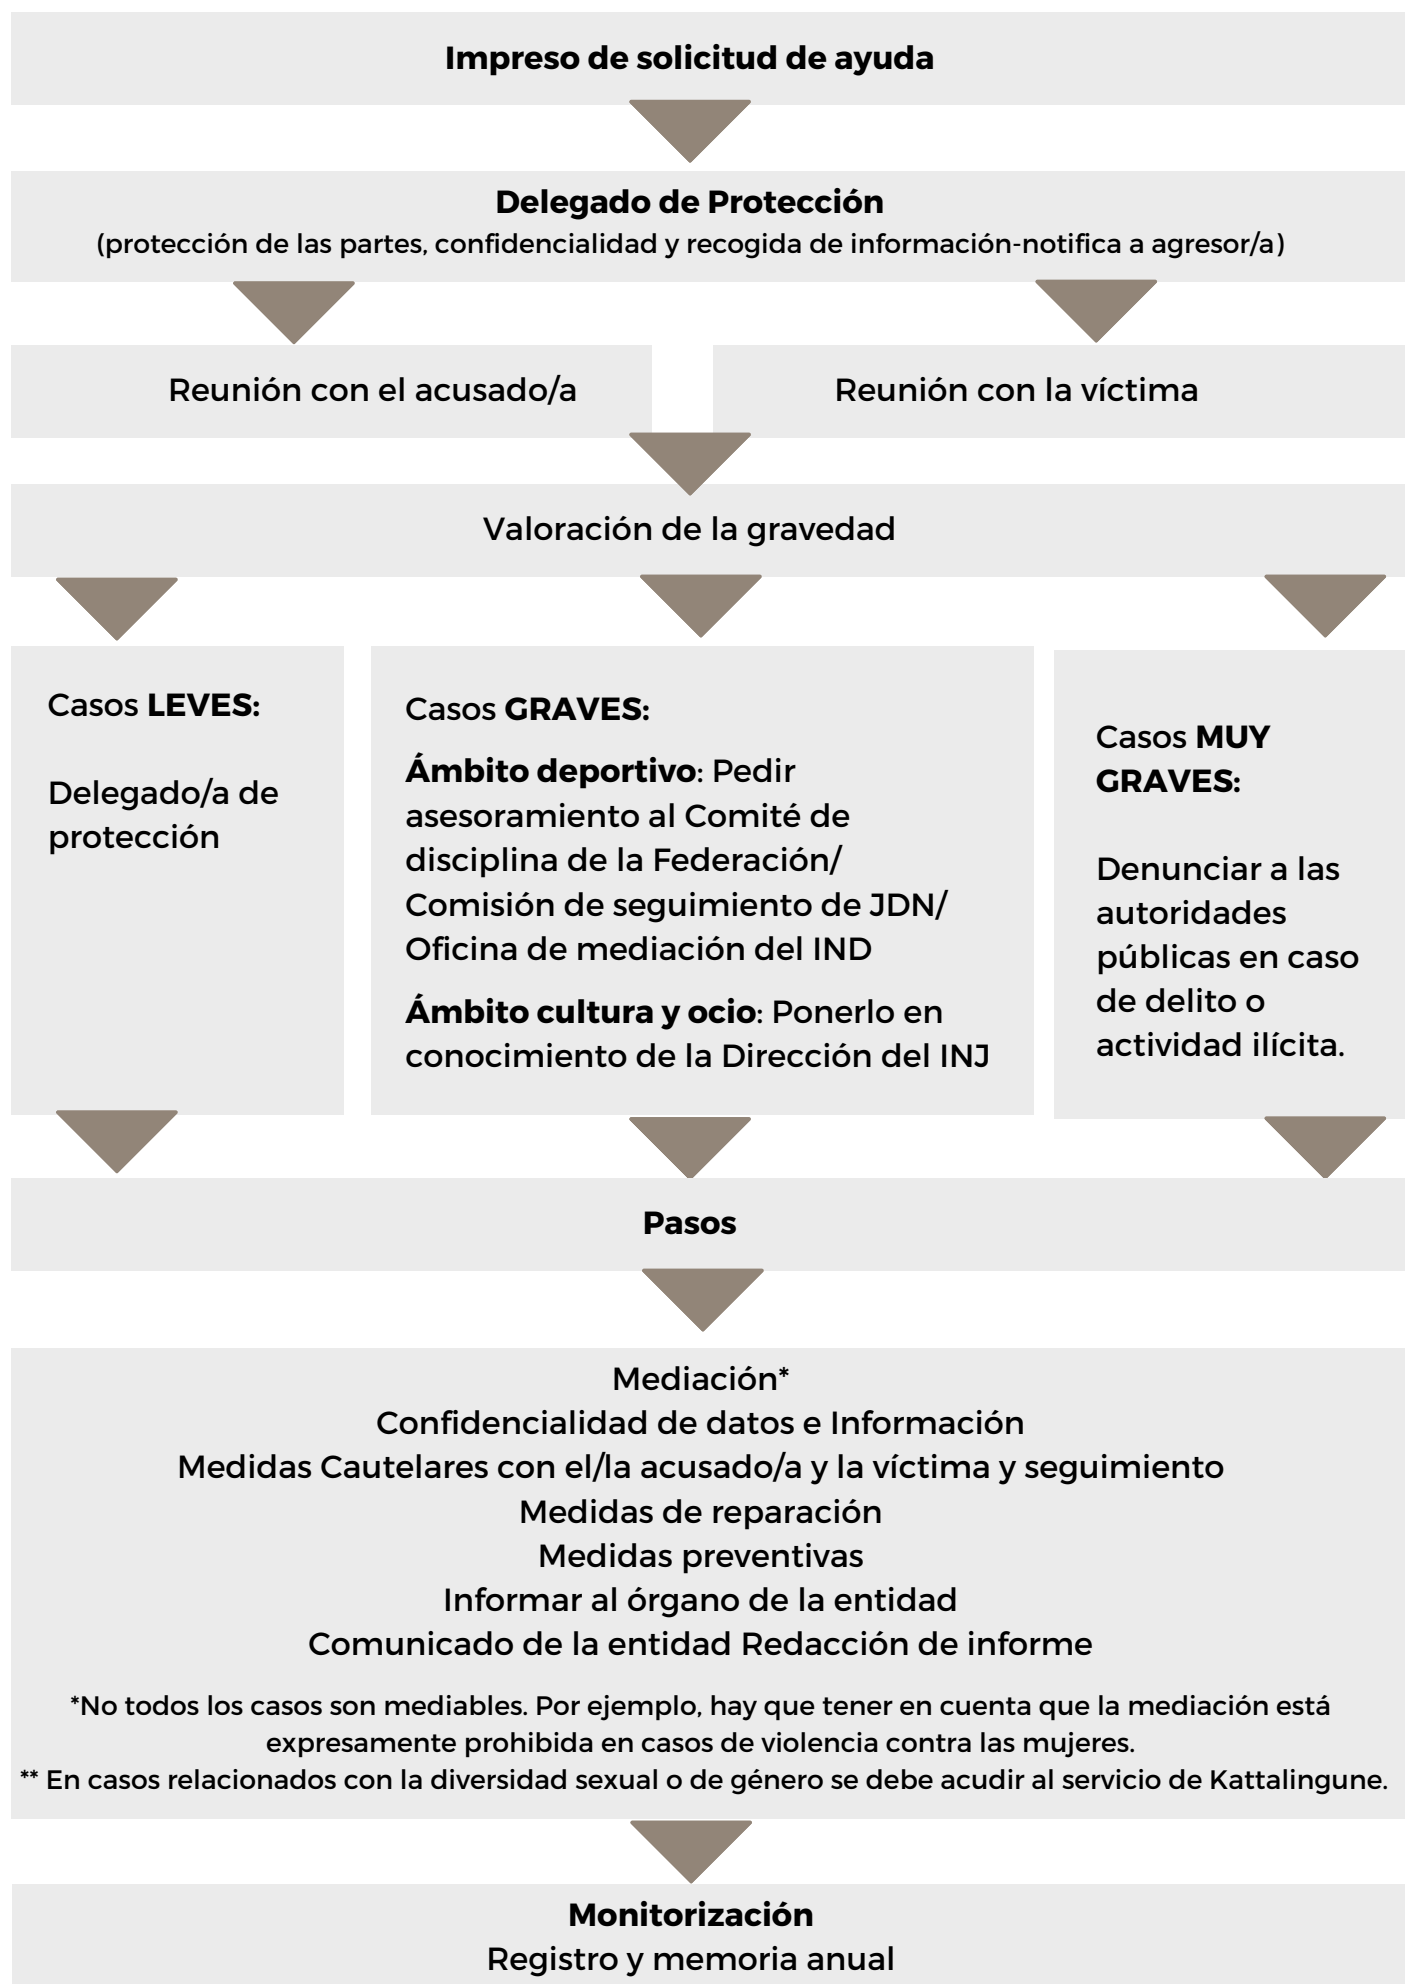 Impreso de solicitud de ayuda
Delegado de Protección
(protección de las partes, confidencialidad y recogida de información-notifica a agresor/a)
Reunión con el acusado/a
Reunión con la víctima
Valoración de la gravedad
Casos LEVES:
Delegado/a de
protección
Casos GRAVES:
Ámbito deportivo: Pedir
asesoramiento al Comité de
disciplina de la Federación/
Comisión de seguimiento de JDN/
Oficina de mediación del IND
Ámbito cultura y ocio: Ponerlo en
conocimiento de la Dirección del INJ
Casos MUY
GRAVES:
Denunciar a las
autoridades
públicas en caso
de delito o
actividad ilícita.
Pasos
Mediación*
Confidencialidad de datos e Información
Medidas Cautelares con el/la acusado/a y la víctima y seguimiento
Medidas de reparación
Medidas preventivas
Informar al órgano de la entidad
Comunicado de la entidad Redacción de informe
*No todos los casos son mediables. Por ejemplo, hay que tener en cuenta que la mediación está
expresamente prohibida en casos de violencia contra las mujeres.
** En casos relacionados con la diversidad sexual o de género se debe acudir al servicio de Kattalingune.
Monitorización
Registro y memoria anual